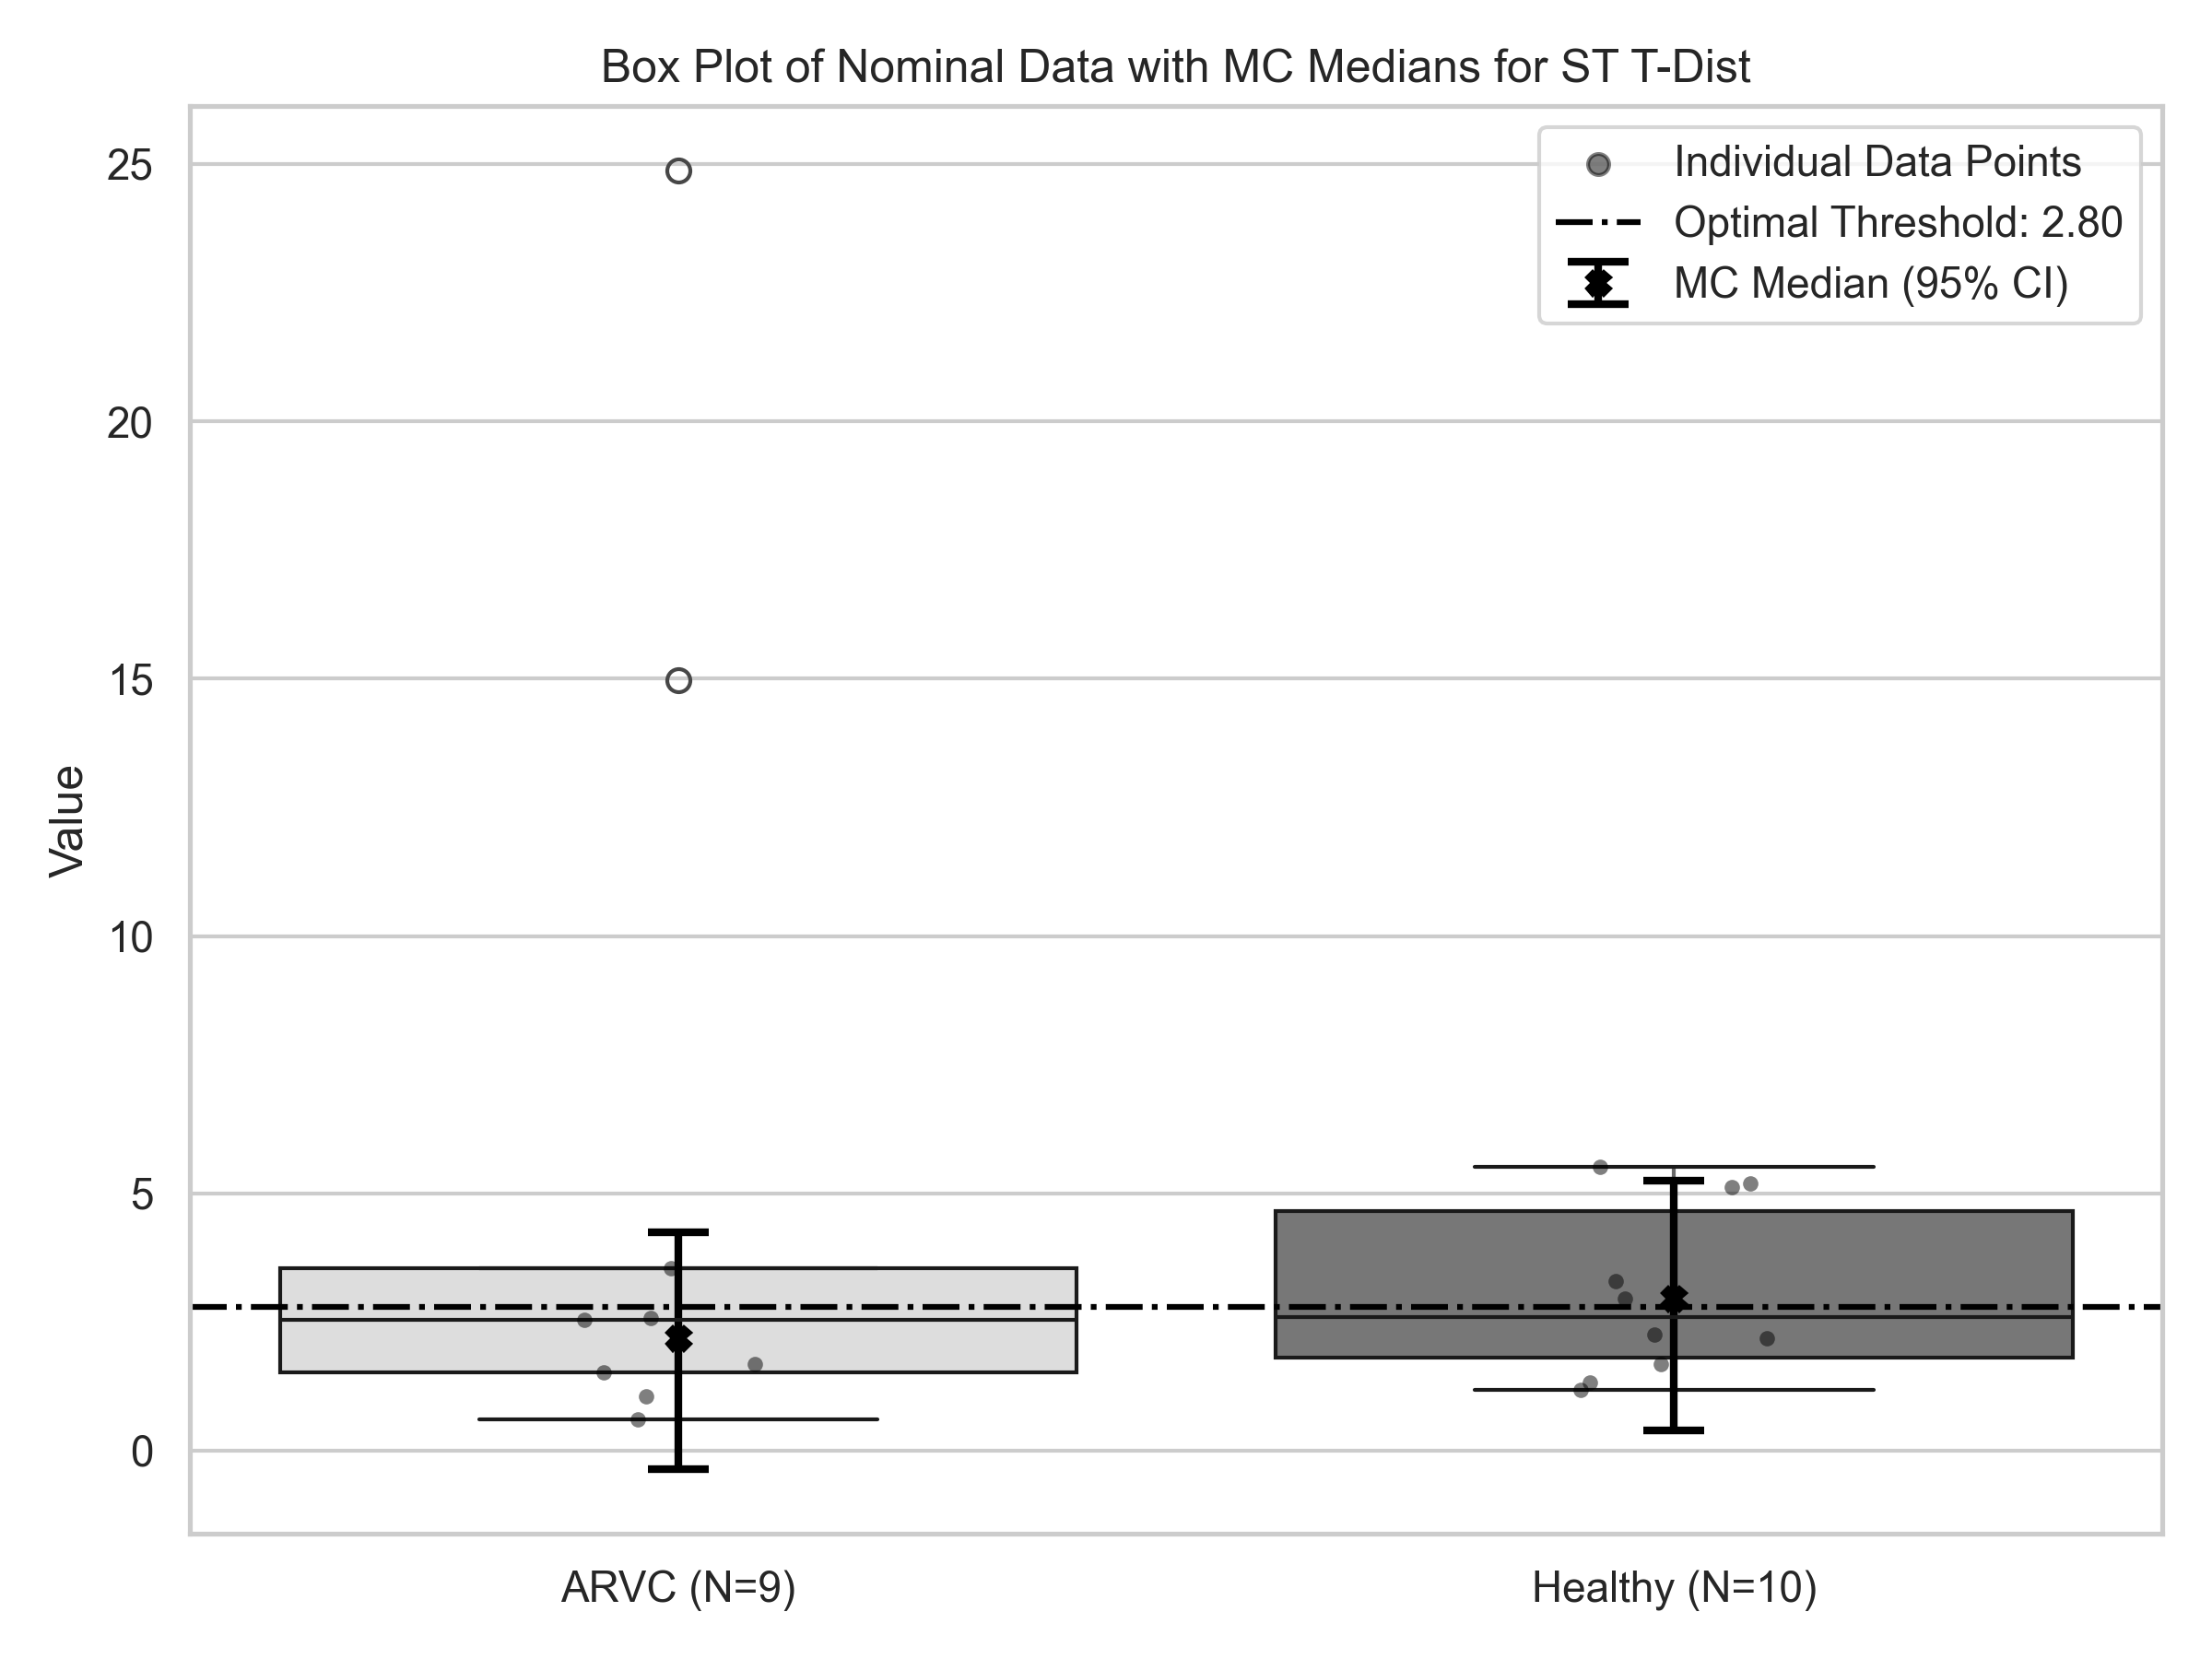 Box Plot of Nominal Data with MC Medians for ST T-Dist
Individual Data Points
Optimal Threshold: 2.80
MC Median (95% CI)
25
20
15
10
5
0
Value
ARVC (N=9)
Healthy (N=10)